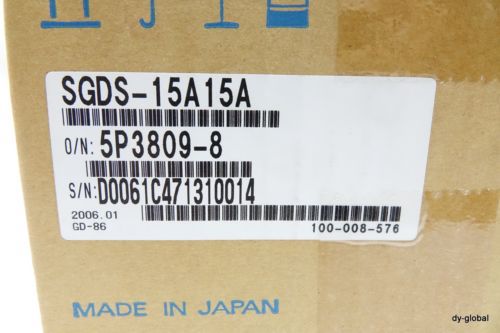 SGDS-15A15A
O/N: 5P3809-8
S/N: D0061C471310014
2006.01
GD-86
100-008-576
MADE IN JAPAN
dy-global